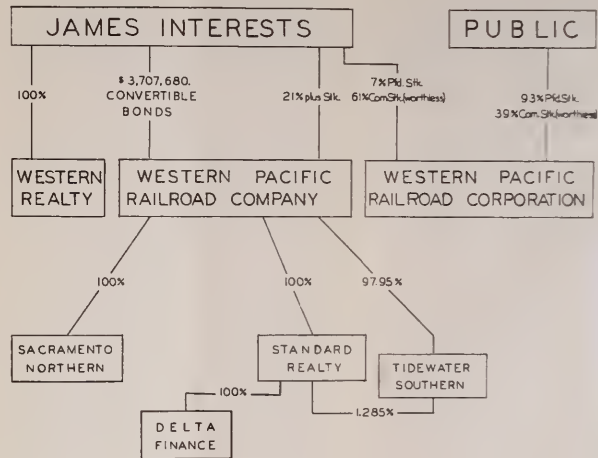 JAMES INTERESTS
PUBLIC
100%
$3,707,680.
CONVERTIBLE
BONDS
21% plus Stk.
7% Pfd. Stk.
61% Com Stk.(worthless)
93% Pfd. Stk.
39% Com. Stk.(worthless)
WESTERN
REALTY
WESTERN PACIFIC
RAILROAD COMPANY
WESTERN PACIFIC
RAILROAD CORPORATION
100%
100%
97.95%
SACRAMENTO
NORTHERN
STANDARD
REALTY
TIDEWATER
SOUTHERN
100%
1.285%
DELTA
FINANCE